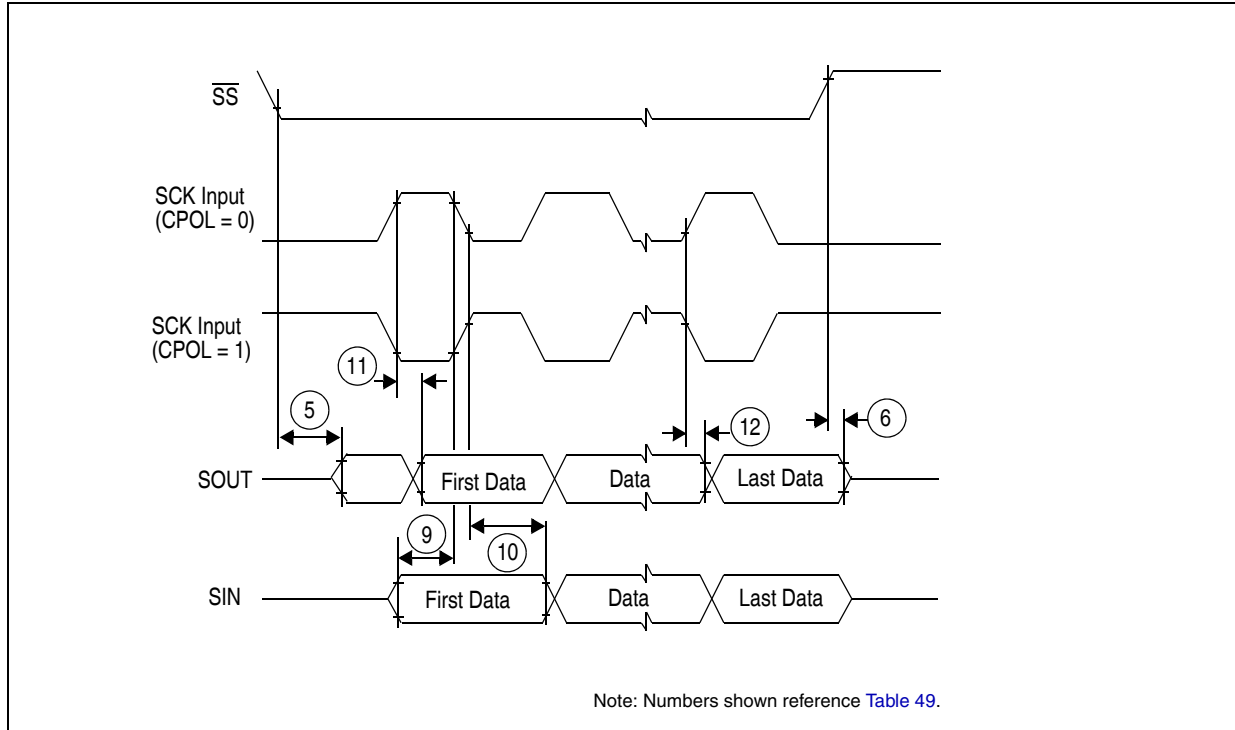 SS
SCK Input
(CPOL = 0)
SCK Input
(CPOL = 1)
11
5
12
6
SOUT
First Data
Data
Last Data
9
10
SIN
First Data
Data
Last Data
Note: Numbers shown reference Table 49.